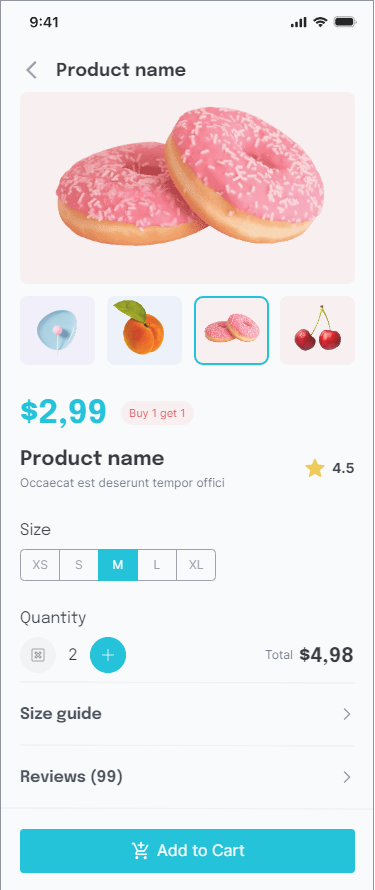 9:41
Product name
$2,99
Buy 1 get 1
Product name
4.5
Occaecat est deserunt tempor offici
Size
XS S M L XL
Quantity
2
Total $4,98
Size guide
Reviews (99)
Add to Cart